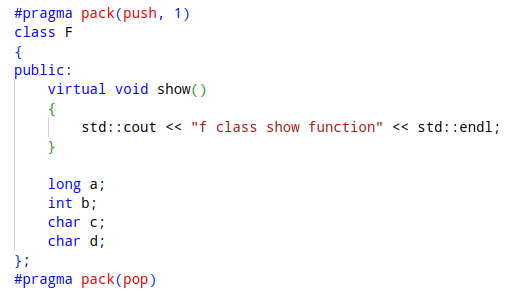 #pragma pack(push, 1)
class F
{
public:
    virtual void show()
    {
        std::cout << "f class show function" << std::endl;
    }

    long a;
    int b;
    char c;
    char d;
};
#pragma pack(pop)